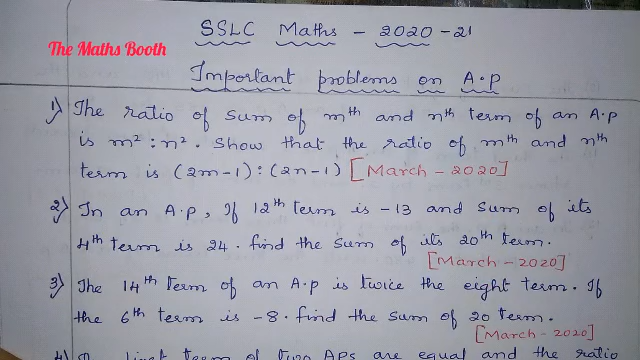 SSLC Maths - 2020-21
The Maths Booth
Important problems on A.P
1) The ratio of sum of mth and nth term of an A.P
is m² : n². Show that the ratio of mth and nth
term is (2m-1) : (2n-1) [March - 2020]
2) In an A.P, If 12th term is -13 and sum of its
4th term is 24. find the sum of its 20th term.
[March - 2020]
3) The 14th term of an A.P is twice the eight term. If
the 6th term is -8. find the sum of 20 term.
[March - 2020]
term of two APs are equal and the ratio